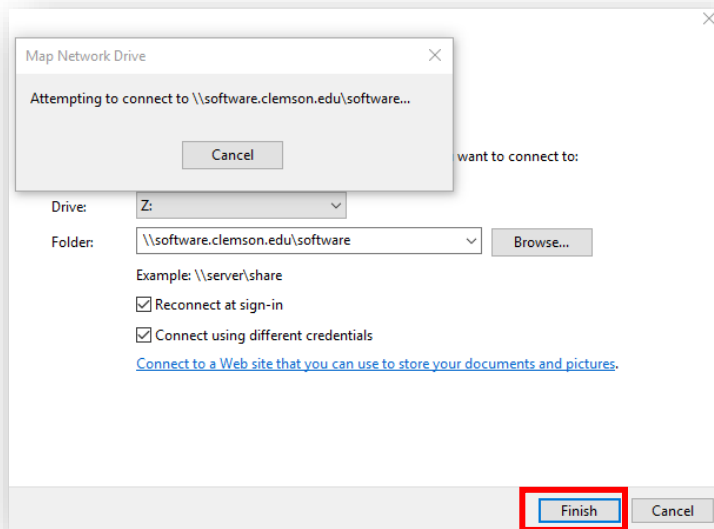 Map Network Drive
Attempting to connect to \\software.clemson.edu\software...
Cancel
want to connect to:
Drive: Z:
Folder: \\software.clemson.edu\software Browse...
Example: \\server\share
Reconnect at sign-in
Connect using different credentials
Connect to a Web site that you can use to store your documents and pictures.
Finish Cancel